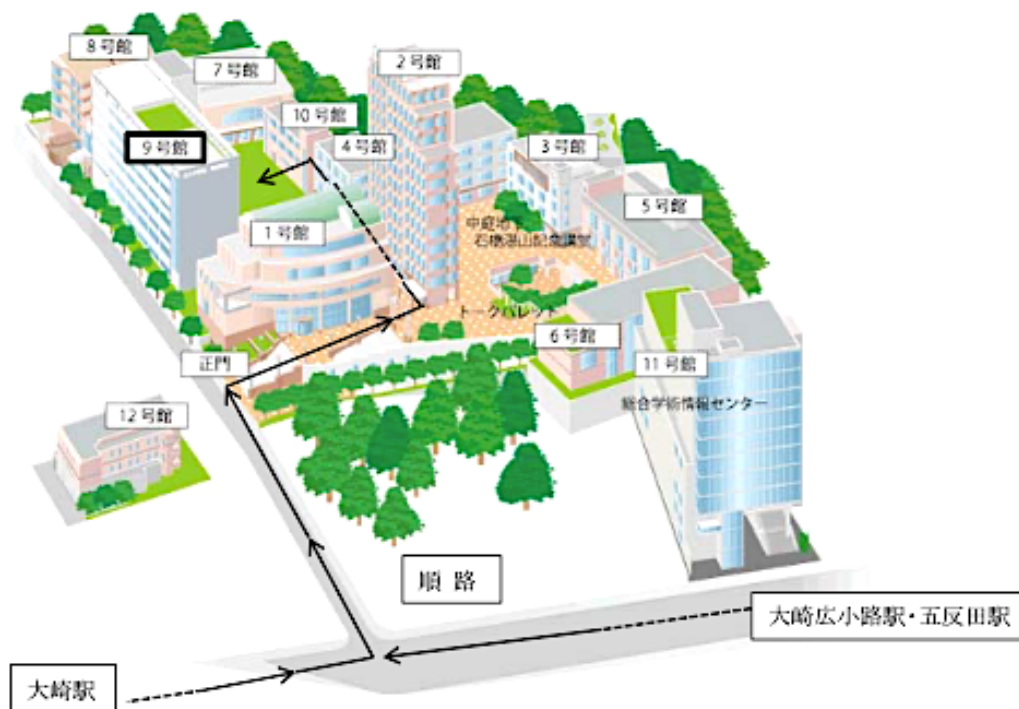 8号館
7号館
2号館
10号館
9号館
4号館
3号館
5号館
1号館
中庭地下
石橋湛山記念講堂
トークパレット
6号館
正門
11号館
総合学術情報センター
12号館
順路
大崎広小路駅・五反田駅
大崎駅